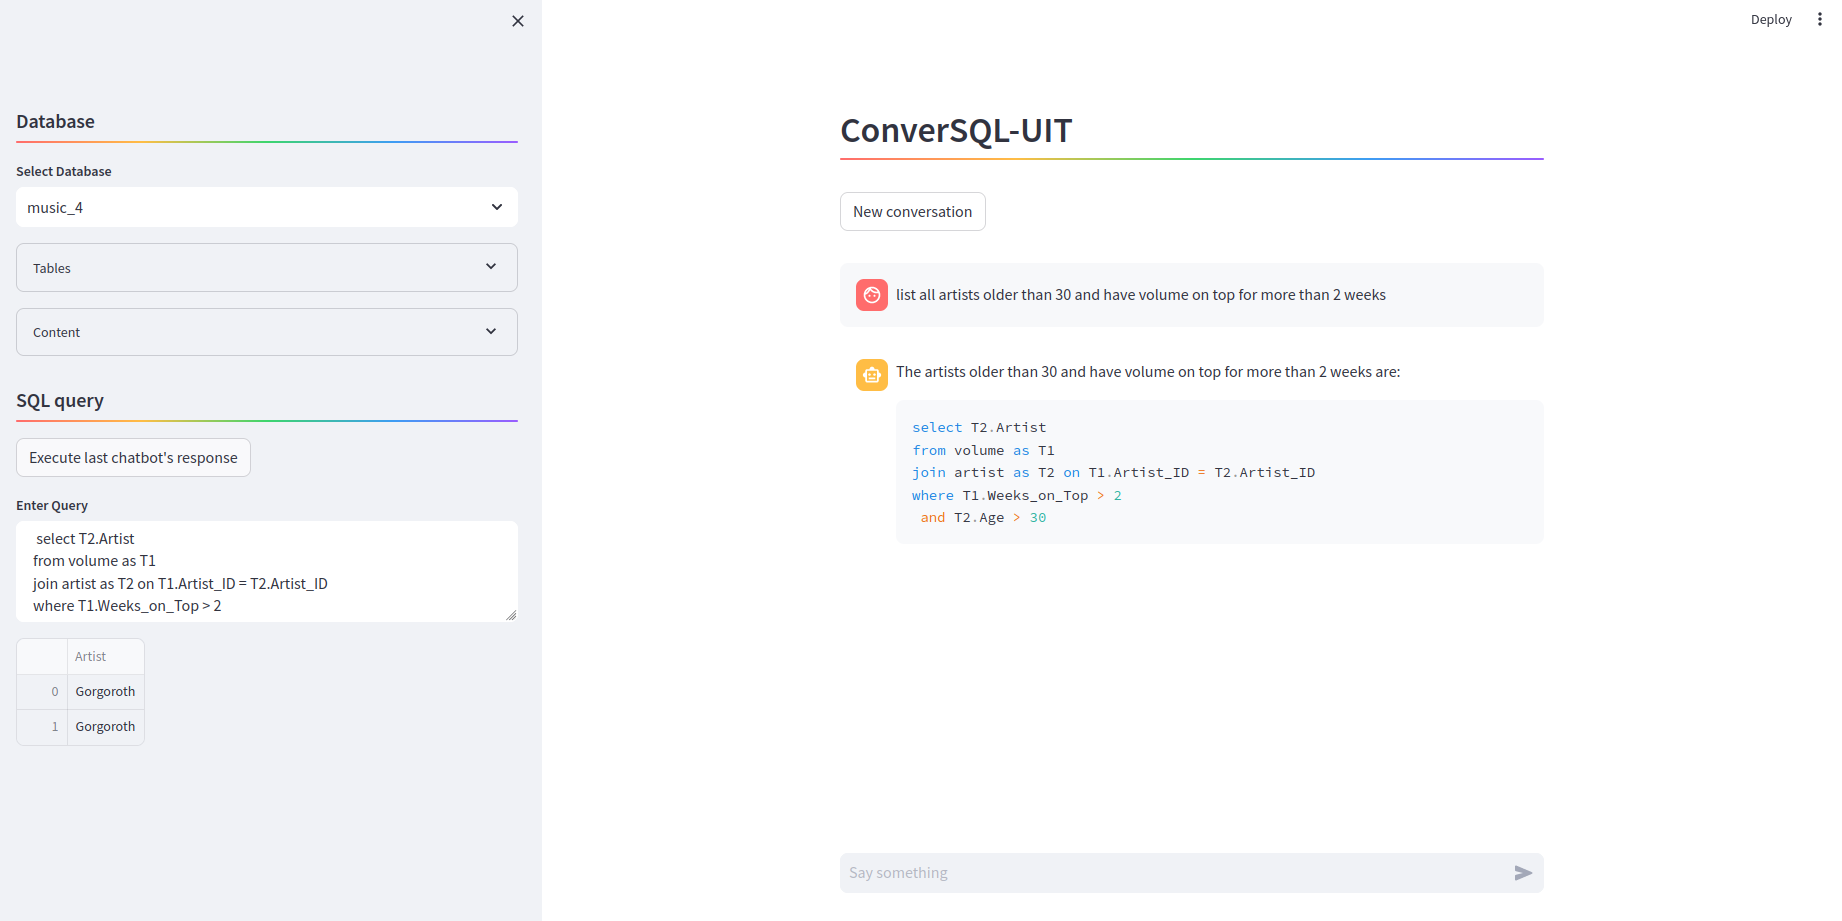 Deploy
Database
Select Database
music_4
Tables
Content
SQL query
Execute last chatbot's response
Enter Query
select T2.Artist
from volume as T1
join artist as T2 on T1.Artist_ID = T2.Artist_ID
where T1.Weeks_on_Top > 2
Artist
0 Gorgoroth
1 Gorgoroth
ConverSQL-UIT
New conversation
list all artists older than 30 and have volume on top for more than 2 weeks
The artists older than 30 and have volume on top for more than 2 weeks are:
select T2.Artist
from volume as T1
join artist as T2 on T1.Artist_ID = T2.Artist_ID
where T1.Weeks_on_Top > 2
and T2.Age > 30
Say something